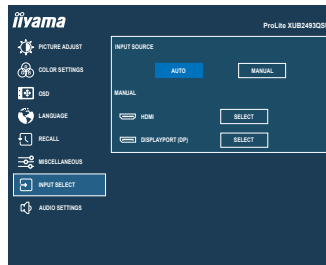 iiyama
ProLite XUB2493QSU
PICTURE ADJUST
COLOR SETTINGS
OSD
LANGUAGE
RECALL
MISCELLANEOUS
INPUT SELECT
AUDIO SETTINGS
INPUT SOURCE
AUTO
MANUAL
MANUAL
HDMI
SELECT
DISPLAYPORT (DP)
SELECT